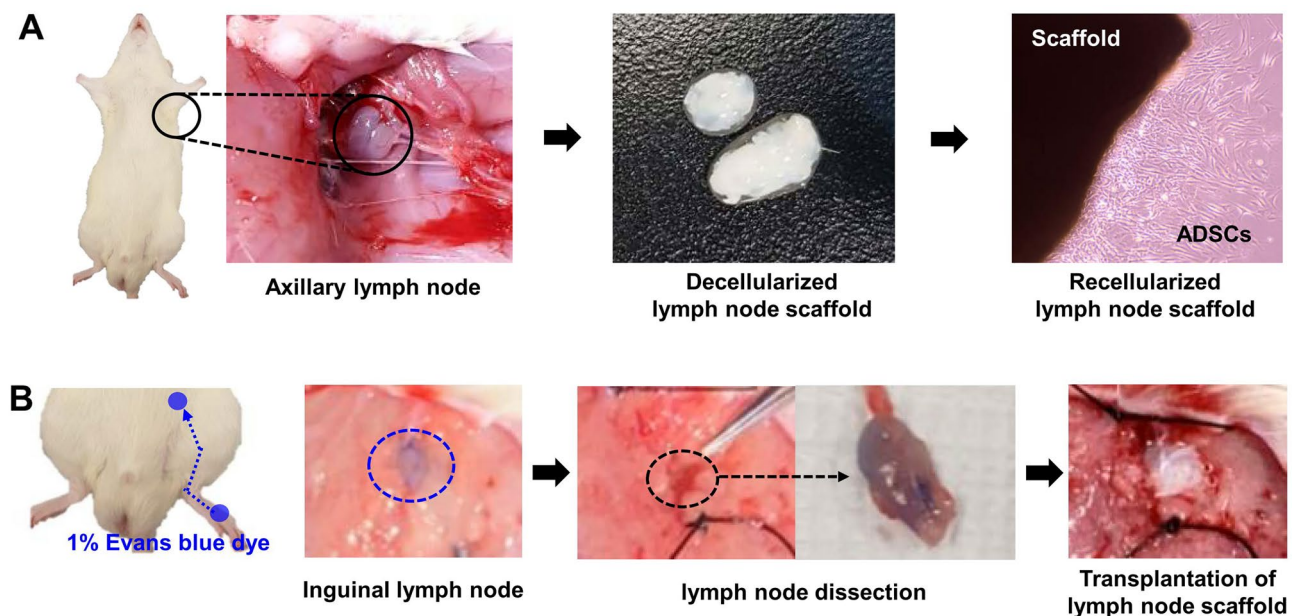 A
Scaffold
ADSCs
Axillary lymph node
Decellularized
lymph node scaffold
Recellularized
lymph node scaffold
B
1% Evans blue dye
Inguinal lymph node
lymph node dissection
Transplantation of
lymph node scaffold